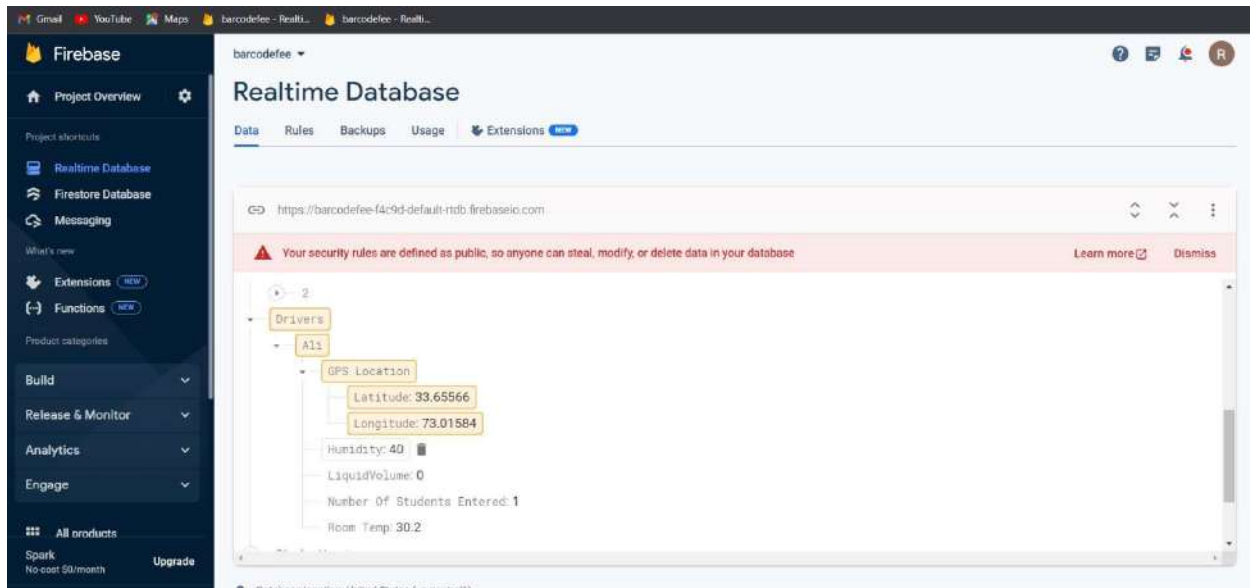 Gmail YouTube Maps barcodefee - Realti... barcodefee - Realti...
Firebase
Project Overview
Project shortcuts
Realtime Database
Firestore Database
Messaging
What's new
Extensions NEW
Functions NEW
Product categories
Build
Release & Monitor
Analytics
Engage
All products
Spark
No-cost $0/month
Upgrade
barcodefee
R
Realtime Database
Data Rules Backups Usage Extensions NEW
https://barcodefee-f4c9d-default-rtdb.firebaseio.com
Your security rules are defined as public, so anyone can steal, modify, or delete data in your database Learn more Dismiss
2
Drivers
Ali
GPS Location
Latitude: 33.65566
Longitude: 73.01584
Humidity: 40
LiquidVolume: 0
Number Of Students Entered: 1
Room Temp: 30.2